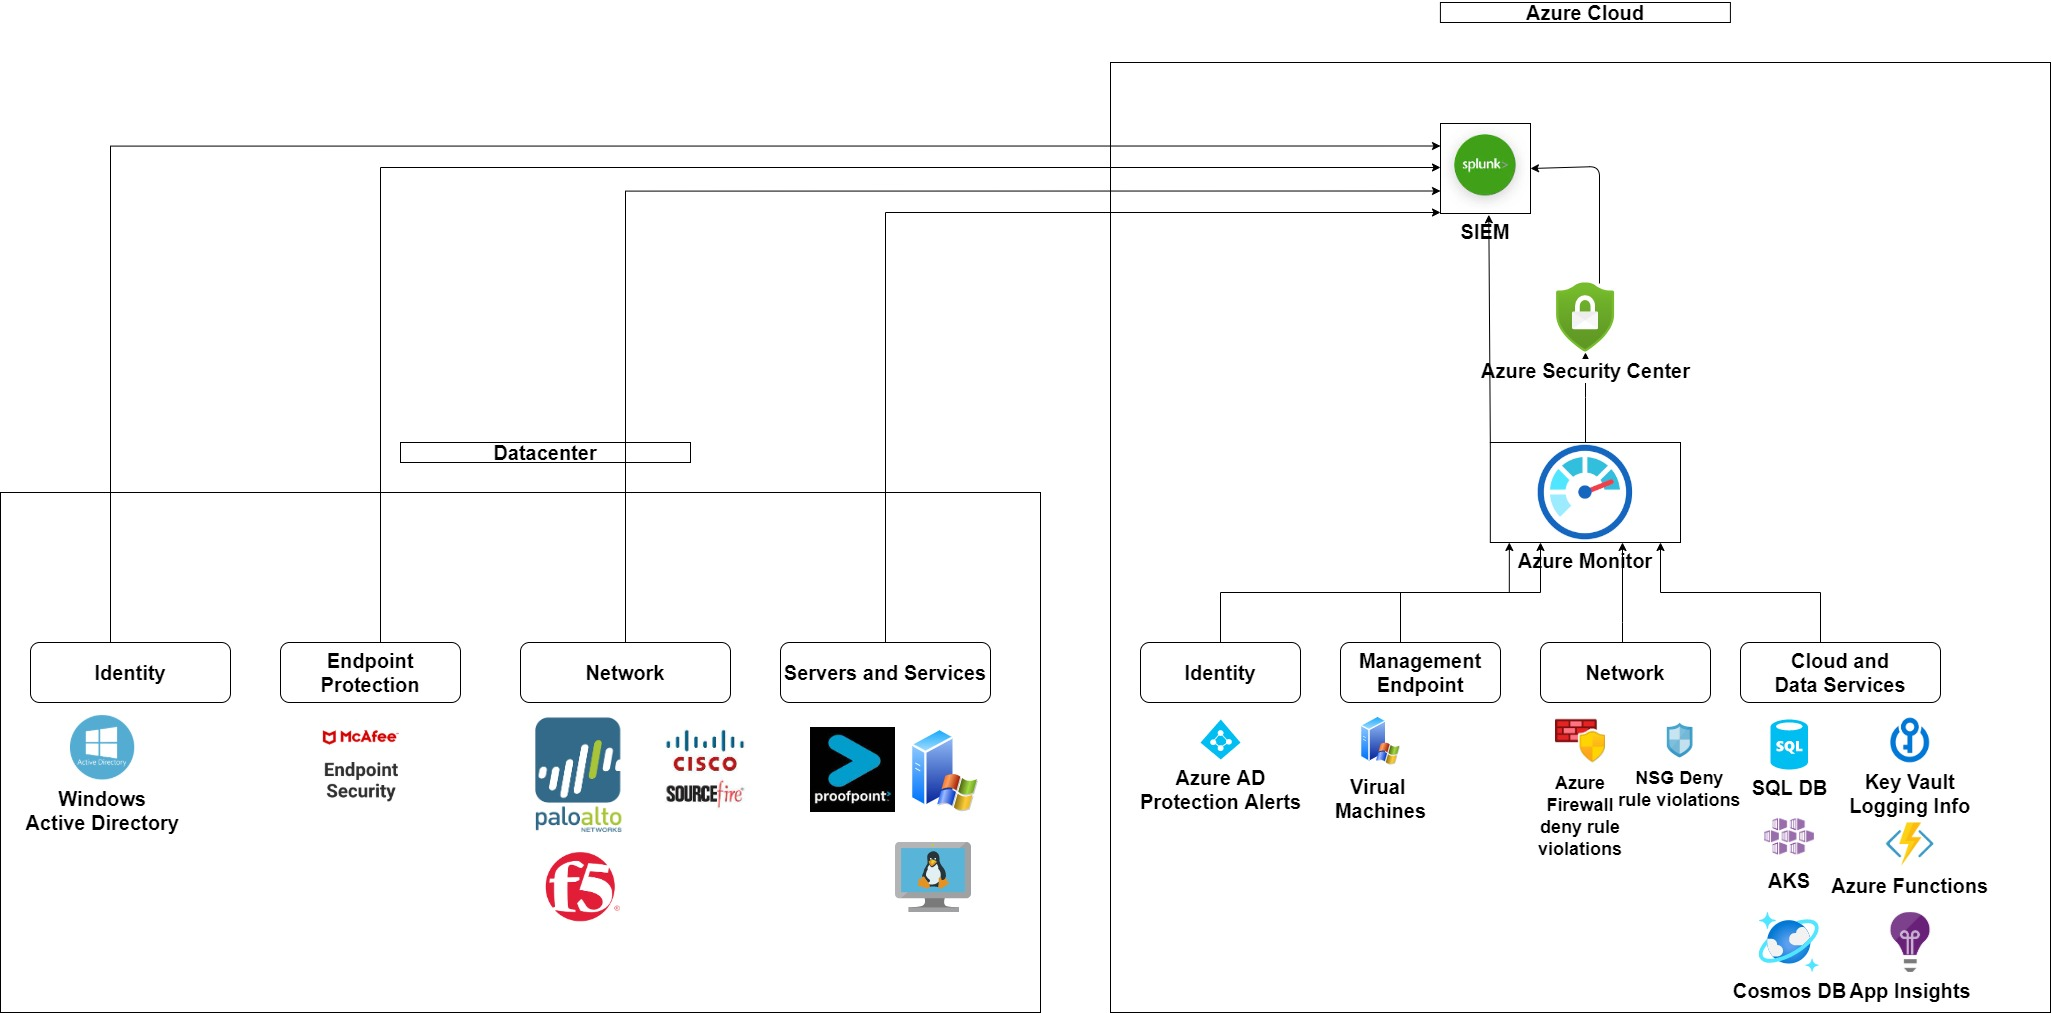 Azure Cloud
splunk>
SIEM
Azure Security Center
Datacenter
Azure Monitor
Identity
Endpoint
Protection
Network
Servers and Services
Identity
Management
Endpoint
Network
Cloud and
Data Services
Active Directory
Windows
Active Directory
McAfee
Endpoint
Security
paloalto
NETWORKS
CISCO
SOURCEfire
f5
proofpoint
Azure AD
Protection Alerts
Virual
Machines
Azure
Firewall
deny rule
violations
NSG Deny
rule violations
SQL
SQL DB
Key Vault
Logging Info
AKS
Azure Functions
Cosmos DB
App Insights